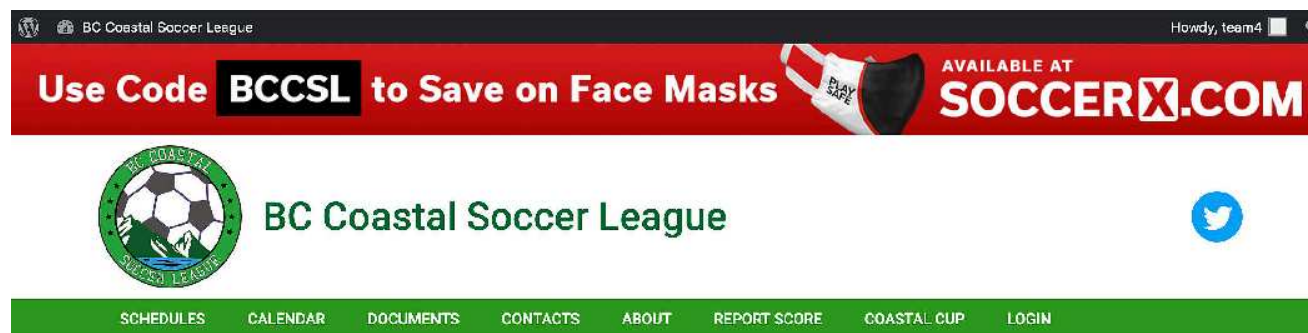 BC Coastal Soccer League
Howdy, team4
Use Code BCCSL to Save on Face Masks
PLAY SAFE
AVAILABLE AT
SOCCERX.COM
BC COASTAL
SOCCER LEAGUE
BC Coastal Soccer League
SCHEDULES CALENDAR DOCUMENTS CONTACTS ABOUT REPORT SCORE COASTAL CUP LOGIN